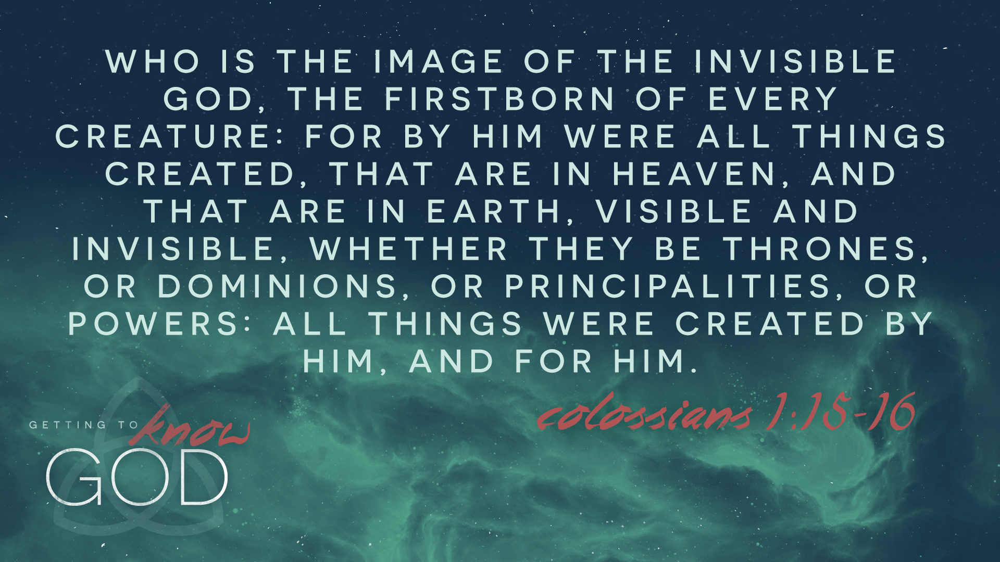 WHO IS THE IMAGE OF THE INVISIBLE
GOD, THE FIRSTBORN OF EVERY
CREATURE: FOR BY HIM WERE ALL THINGS
CREATED, THAT ARE IN HEAVEN, AND
THAT ARE IN EARTH, VISIBLE AND
INVISIBLE, WHETHER THEY BE THRONES,
OR DOMINIONS, OR PRINCIPALITIES, OR
POWERS: ALL THINGS WERE CREATED BY
HIM, AND FOR HIM.
colossians 1:15-16
GETTING TO know
GOD